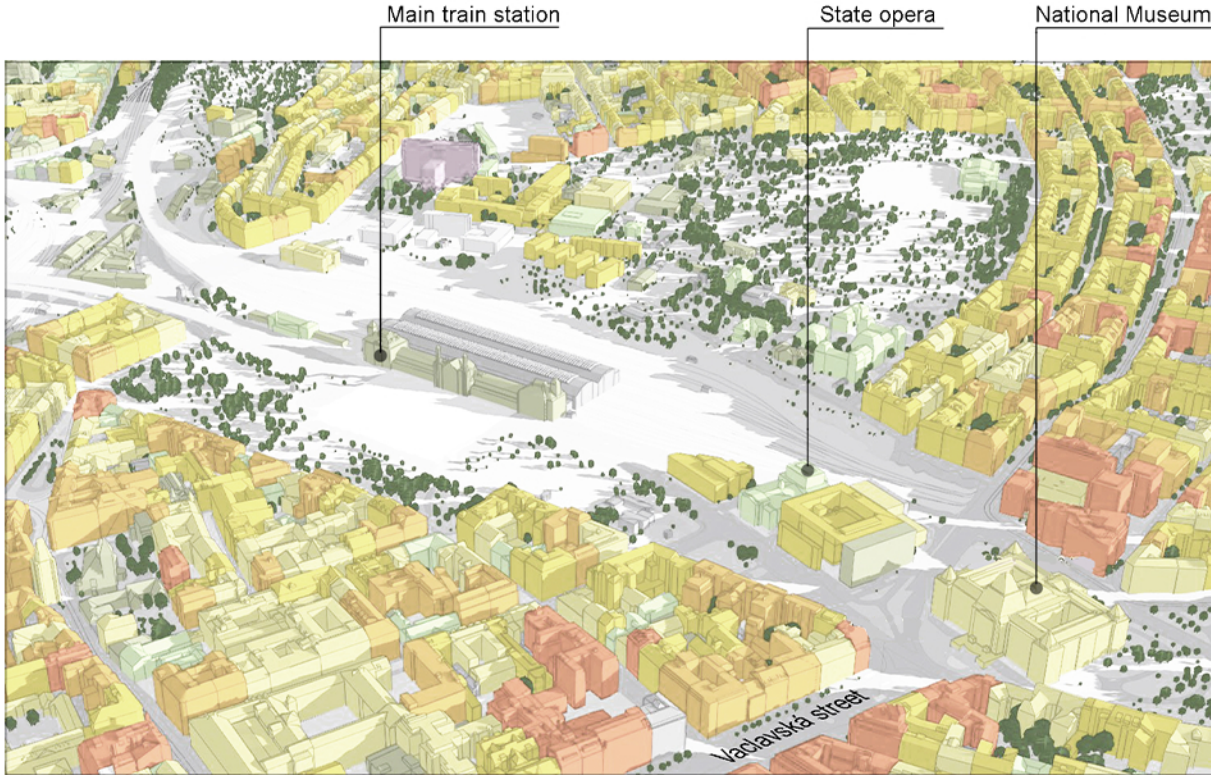 Main train station
State opera
National Museum
Vaclavská street